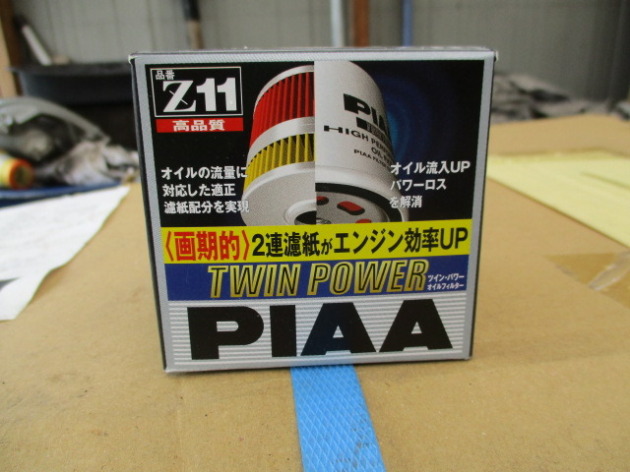 品番
Z11
高品質
オイルの流量に
対応した適正
濾紙配分を実現
PIAA
オイル流入UP
パワーロス
を解消
〈画期的〉2連濾紙がエンジン効率UP
TWIN POWER
ツイン・パワー
オイルフィルター
PIAA